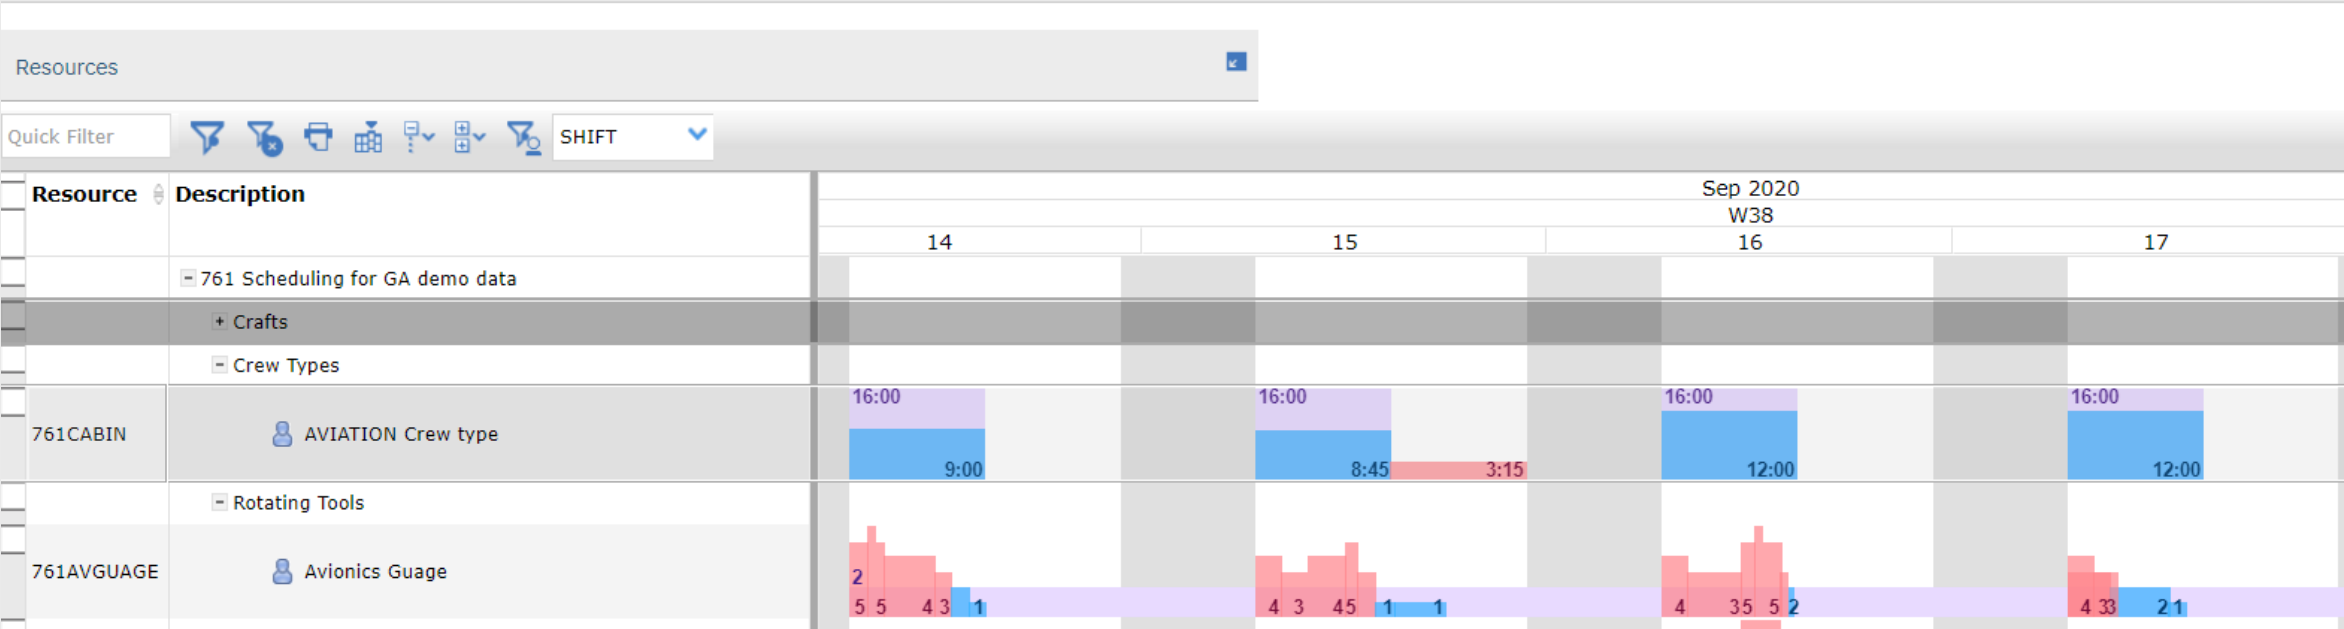 Resources
Quick Filter
SHIFT
Resource Description
Sep 2020
W38
14 15 16 17
761 Scheduling for GA demo data
Crafts
Crew Types
16:00 16:00 16:00 16:00
761CABIN AVIATION Crew type
9:00 8:45 3:15 12:00 12:00
Rotating Tools
761AVGUAGE Avionics Guage
2
5 5 4 3 1 4 3 4 5 1 1 4 3 5 5 2 4 3 3 2 1